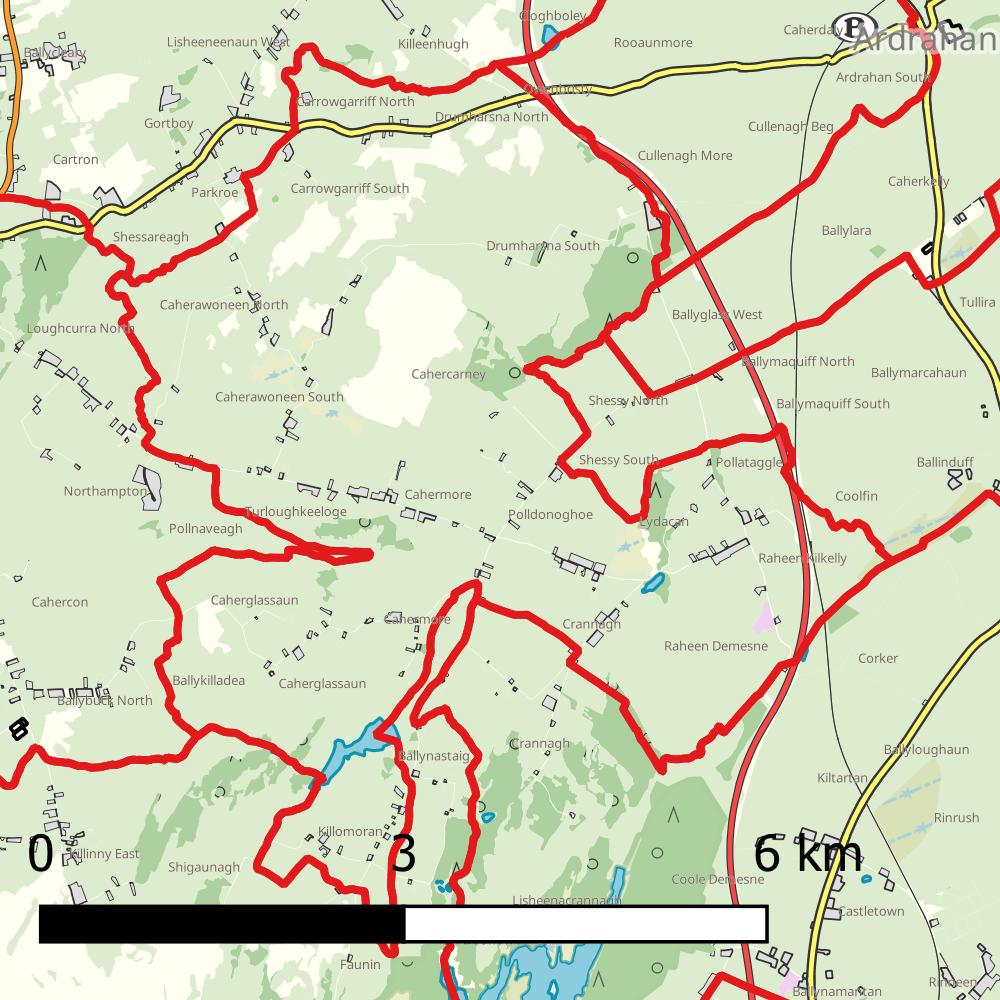 Cloghboley
Caherdaly
B
Ardrahan
Lisheeneenaun West
Killeenhugh
Rooaunmore
Ballycleary
Ardrahan South
Owenbristy
Carrowgarriff North
Drumharsna North
Gortboy
Cullenagh Beg
Cartron
Cullenagh More
Parkroe
Carrowgarriff South
Caherkelly
Shessareagh
Drumharsna South
Ballylara
Caherawoneen North
Tullira
Ballyglass West
Loughcurra North
Ballymaquiff North
Cahercarney
Ballymarcahaun
Caherawoneen South
Shessy North
Ballymaquiff South
Shessy South
Pollataggle
Ballinduff
Northampton
Cahermore
Coolfin
Turloughkeeloge
Polldonoghoe
Lydacan
Pollnaveagh
Raheen Kilkelly
Cahercon
Caherglassaun
Cahermore
Crannagh
Raheen Demesne
Corker
Ballykilladea
Caherglassaun
Ballybuck North
Crannagh
Ballynastaig
Ballyloughaun
Kiltartan
Rinrush
Killomoran
0
3
6 km
Killinny East
Shigaunagh
Coole Demesne
Lisheenacrannagh
Castletown
Faunin
Rinneen
Ballynamantan